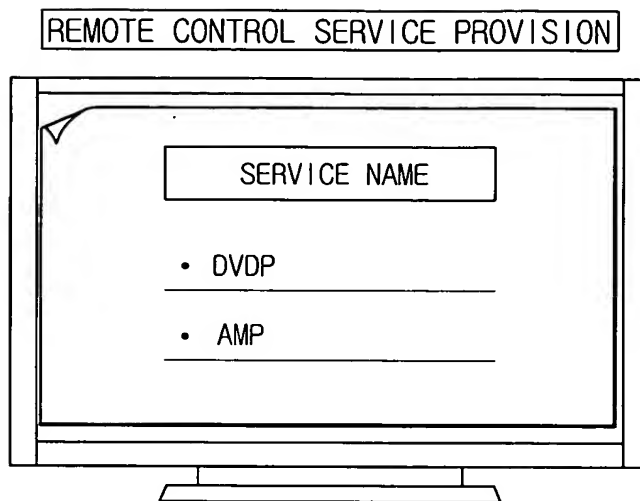 REMOTE CONTROL SERVICE PROVISION
SERVICE NAME
• DVDP
• AMP